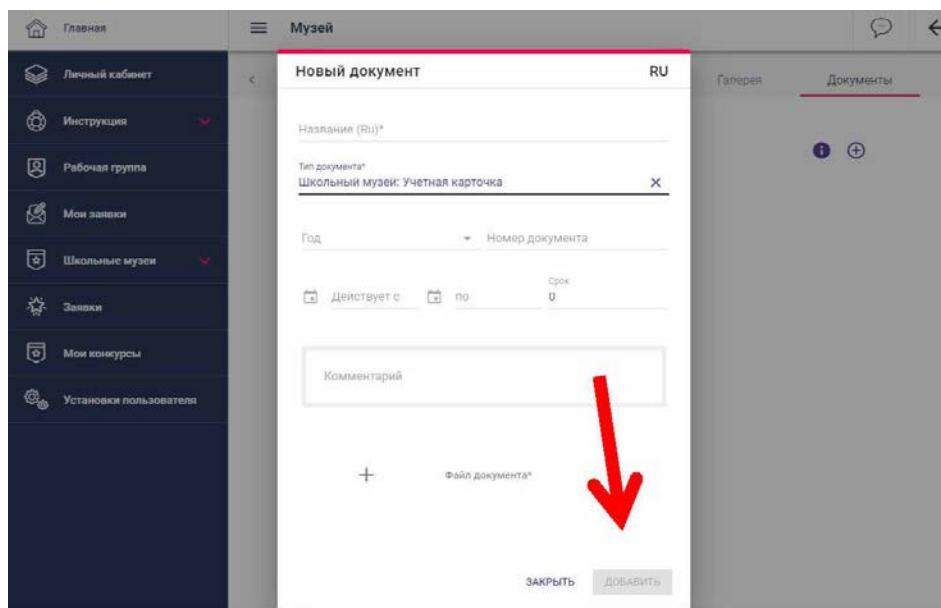 Главная
Музей
Личный кабинет
Новый документ
RU
Галерея
Документы
Инструкция
Название (Ru)*
Рабочая группа
Тип документа*
Школьный музей: Учетная карточка
Мои заявки
Год
Номер документа
Школьные музеи
Срок
Заявки
Действует с
по
0
Мои конкурсы
Комментарий
Установки пользователя
Файл документа*
ЗАКРЫТЬ
ДОБАВИТЬ